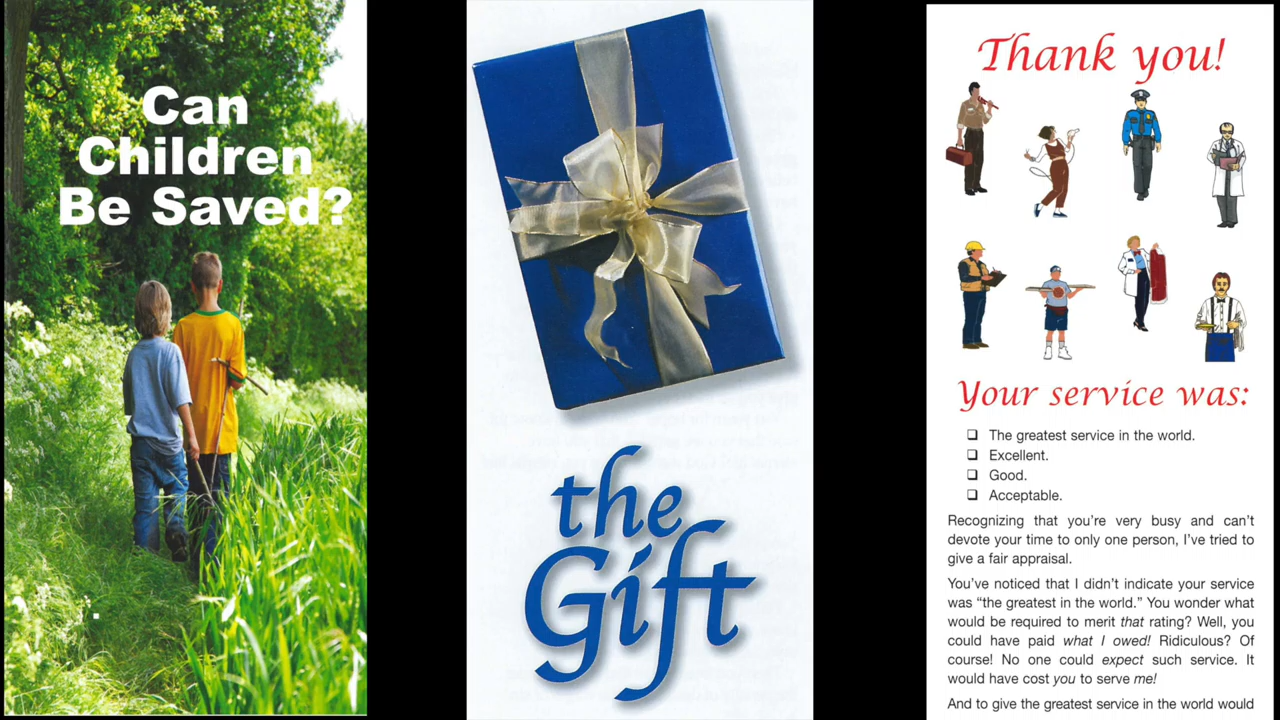 Can
Children
Be Saved?
the
Gift
Thank you!
Your service was:
❑ The greatest service in the world.
❑ Excellent.
❑ Good.
❑ Acceptable.
Recognizing that you're very busy and can't
devote your time to only one person, I've tried to
give a fair appraisal.
You've noticed that I didn't indicate your service
was “the greatest in the world.” You wonder what
would be required to merit that rating? Well, you
could have paid what I owed! Ridiculous? Of
course! No one could expect such service. It
would have cost you to serve me!
And to give the greatest service in the world would